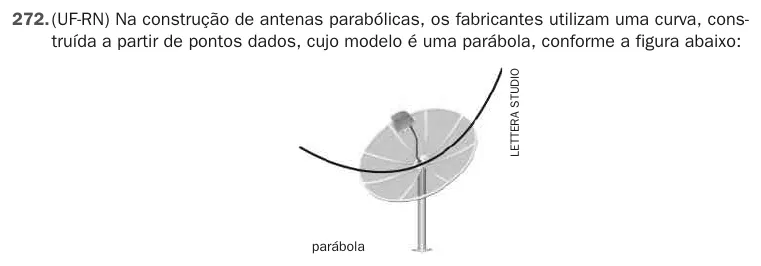 272.(UF-RN) Na construção de antenas parabólicas, os fabricantes utilizam uma curva, cons-
truída a partir de pontos dados, cujo modelo é uma parábola, conforme a figura abaixo:
LETTERA STUDIO
parábola